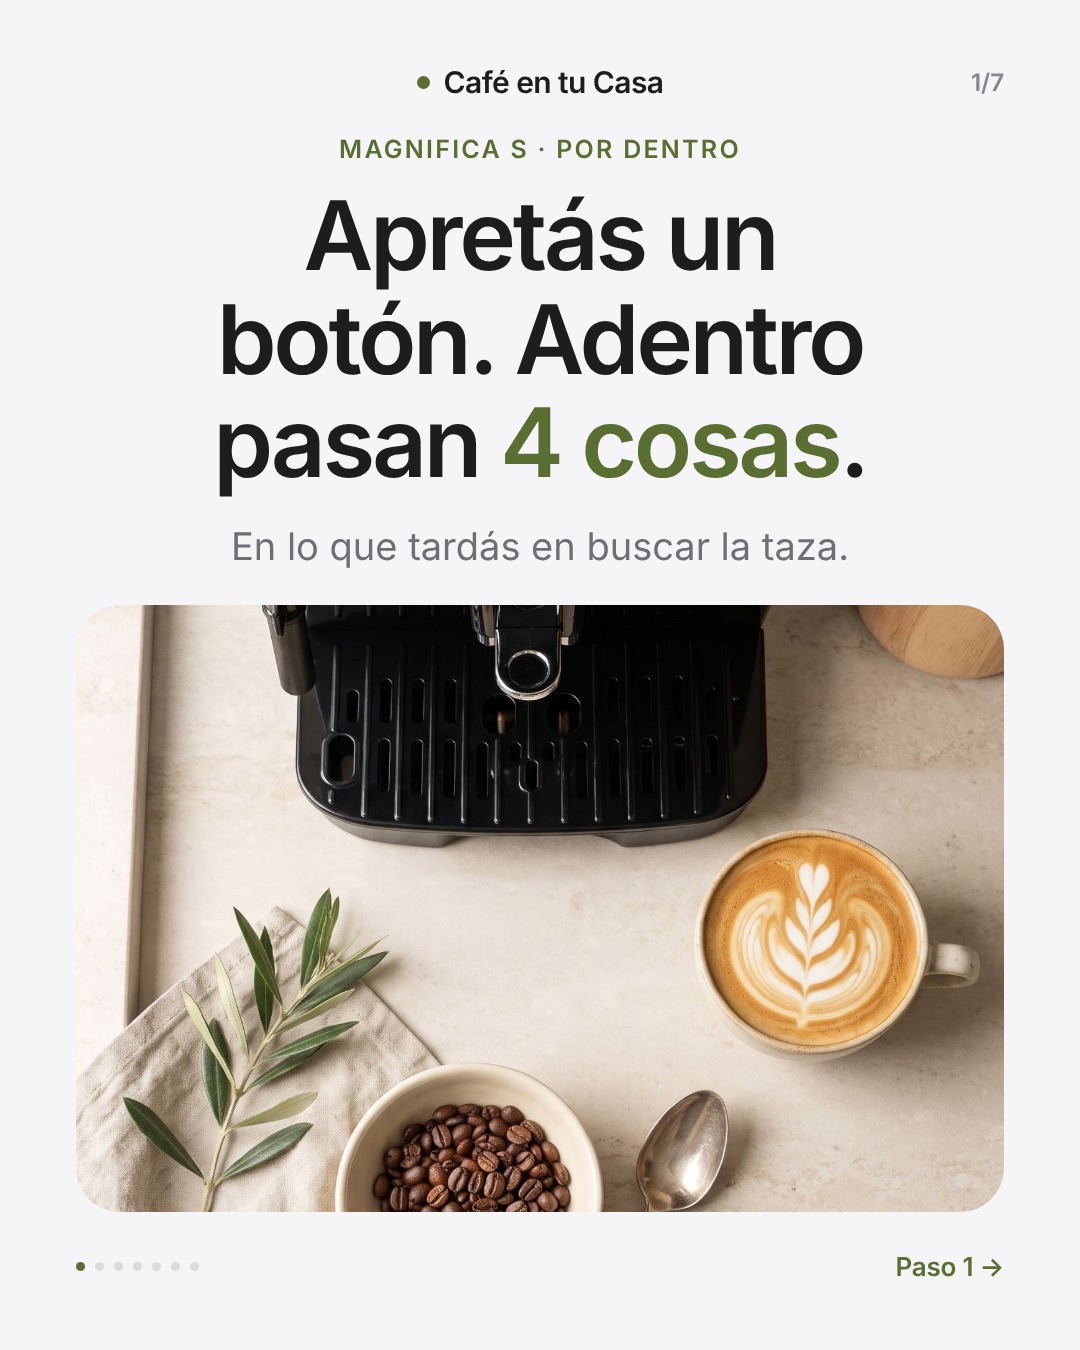 Café en tu Casa
1/7
MAGNIFICA S · POR DENTRO
Apretás un
botón. Adentro
pasan 4 cosas.
En lo que tardás en buscar la taza.
Paso 1 →